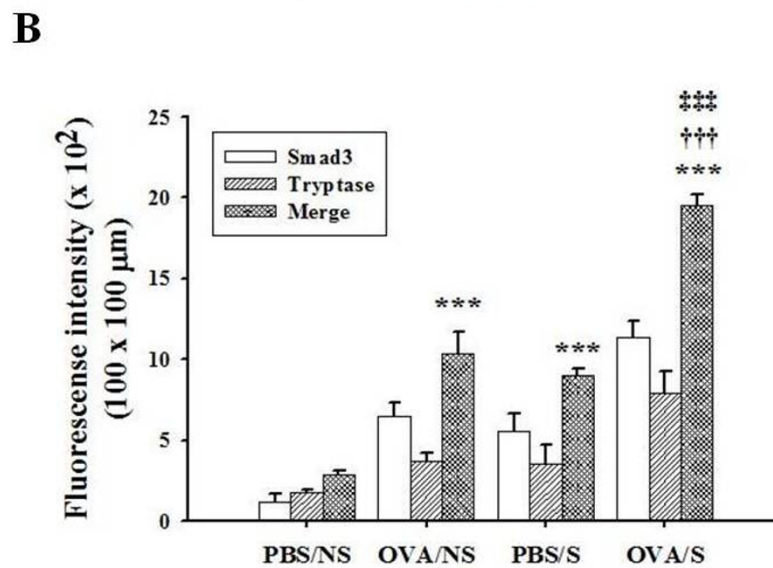 B
Fluorescense intensity (x 10²)
(100 x 100 µm)
25
20
15
10
5
0
Smad3
Tryptase
Merge
***
***
‡‡‡
†††
***
PBS/NS OVA/NS PBS/S OVA/S